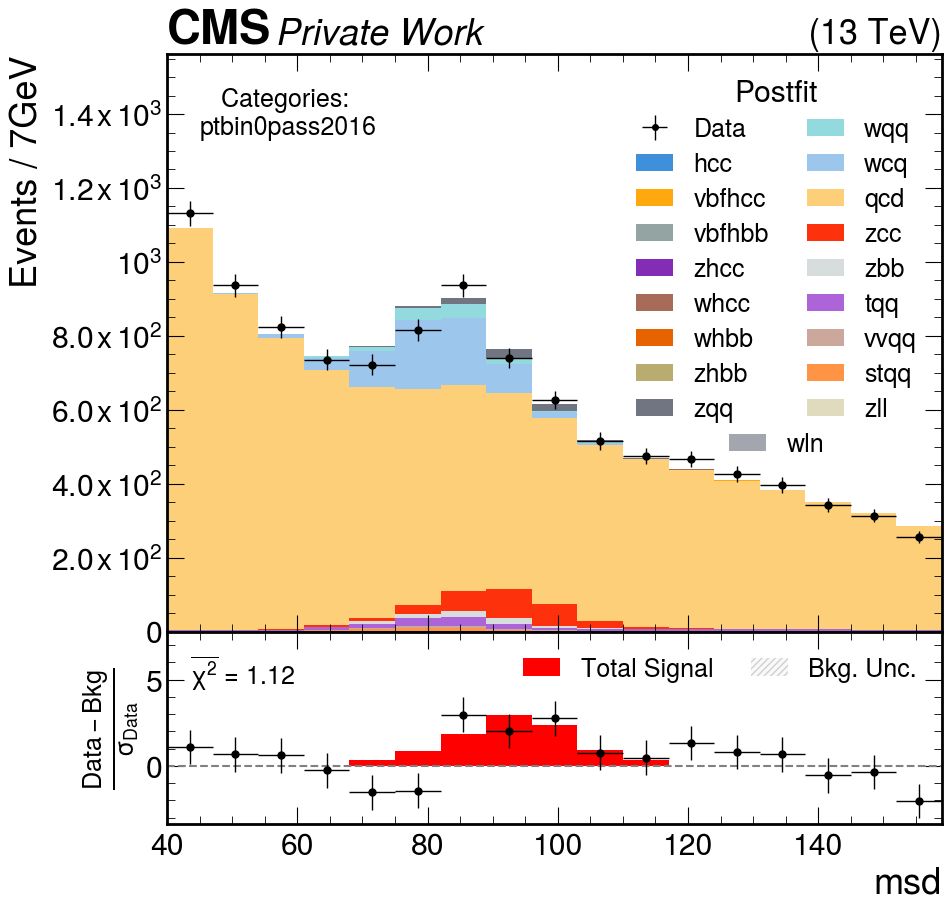 CMS Private Work (13 TeV)
Events / 7GeV
Categories:
ptbin0pass2016
Postfit
Data wqq
hcc wcq
vbfhcc qcd
vbfhbb zcc
zhcc zbb
whcc tqq
whbb vvqq
zhbb stqq
zqq zll
wln
1.4 x 10³
1.2 x 10³
10³
8.0 x 10²
6.0 x 10²
4.0 x 10²
2.0 x 10²
0
χ² = 1.12
Total Signal Bkg. Unc.
Data − Bkg
σData
5
0
40 60 80 100 120 140
msd